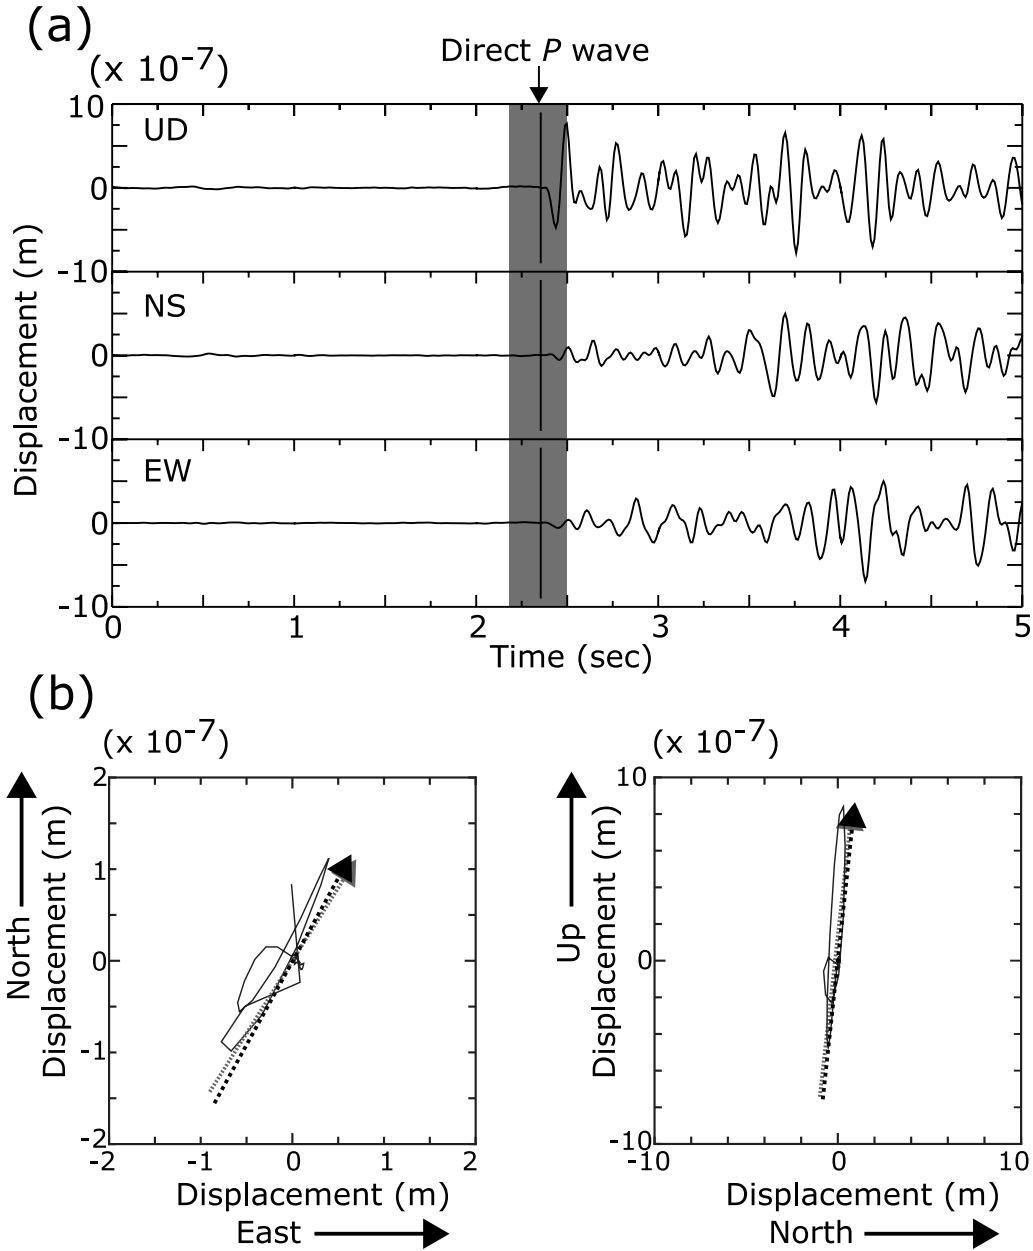 (a)
Direct P wave
(x 10-7)
10
UD
0
-10
NS
0
-10
EW
0
-10
Displacement (m)
0 1 2 3 4 5
Time (sec)
(b)
(x 10-7)
2
1
0
-1
-2
-2 -1 0 1 2
North
Displacement (m)
Displacement (m)
East
(x 10-7)
10
0
-10
-10 0 10
Up
Displacement (m)
Displacement (m)
North